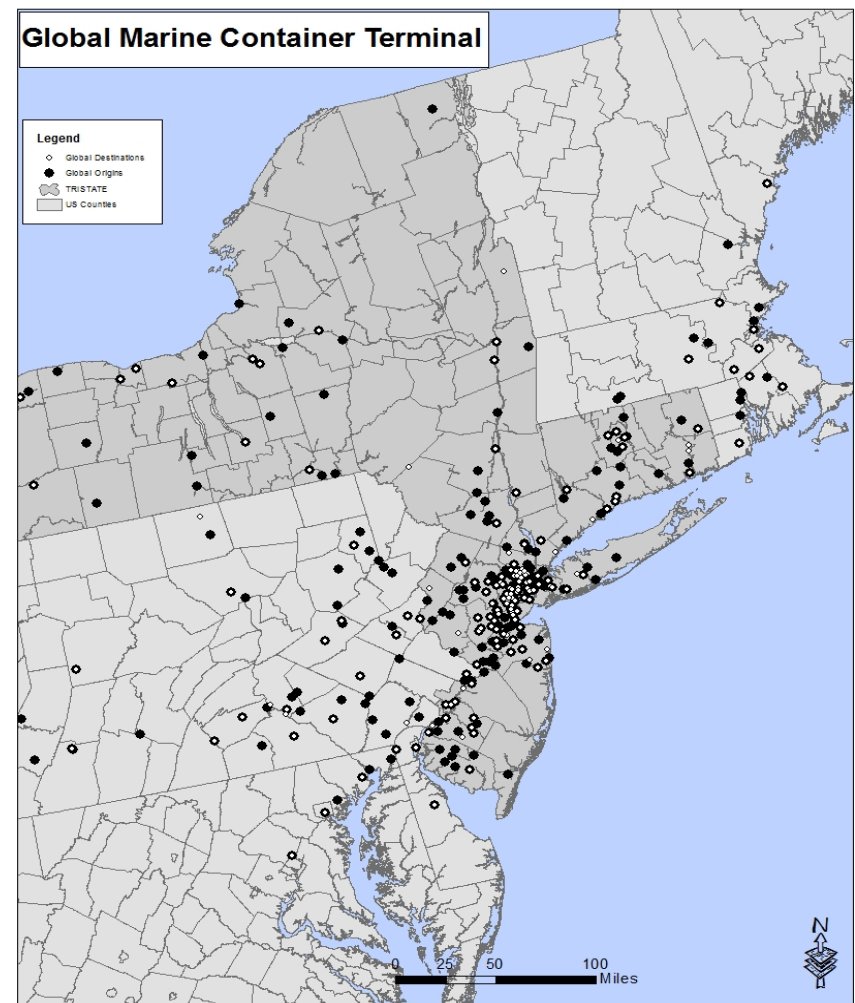 Global Marine Container Terminal
Legend
Global Destinations
Global Origins
TRISTATE
US Counties
N
0 25 50 100
Miles